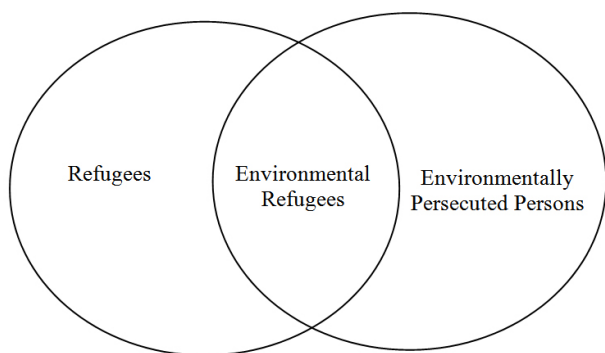 Refugees
Environmental
Refugees
Environmentally
Persecuted Persons